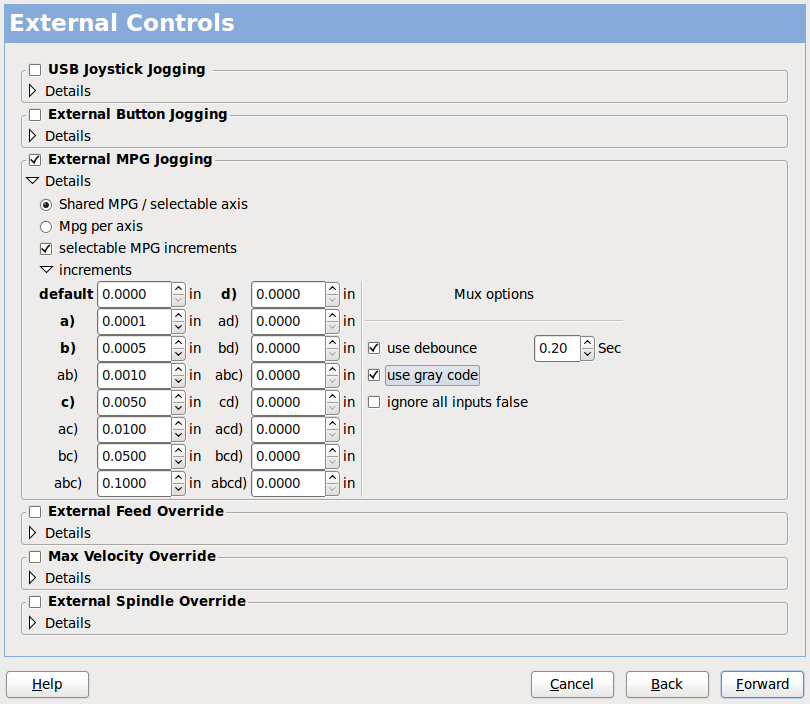 External Controls
USB Joystick Jogging
Details
External Button Jogging
Details
External MPG Jogging
Details
Shared MPG / selectable axis
Mpg per axis
selectable MPG increments
increments
default 0.0000 in d) 0.0000 in Mux options
a) 0.0001 in ad) 0.0000 in
b) 0.0005 in bd) 0.0000 in use debounce 0.20 Sec
ab) 0.0010 in abc) 0.0000 in use gray code
c) 0.0050 in cd) 0.0000 in ignore all inputs false
ac) 0.0100 in acd) 0.0000 in
bc) 0.0500 in bcd) 0.0000 in
abc) 0.1000 in abcd) 0.0000 in
External Feed Override
Details
Max Velocity Override
Details
External Spindle Override
Details
Help Cancel Back Forward